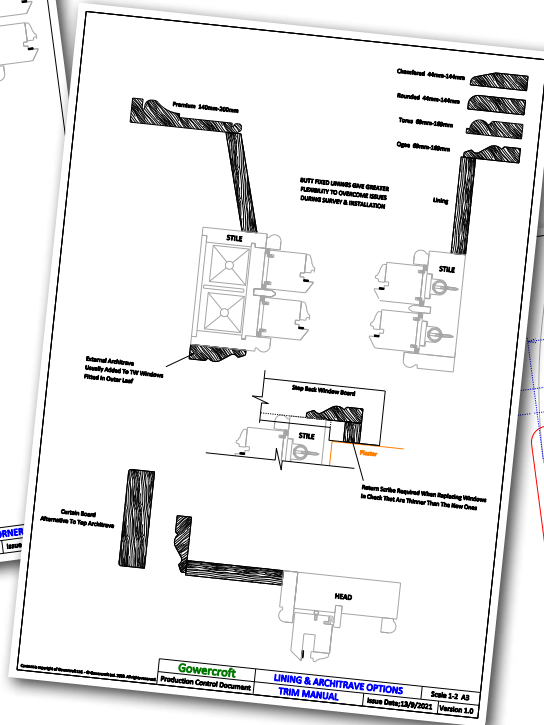 Chamfered 44mm-144mm
Rounded 44mm-144mm
Torus 69mm-169mm
Ogee 69mm-169mm
Premium 140mm-200mm
BUTT FIXED LININGS GIVE GREATER
FLEXIBILITY TO OVERCOME ISSUES
DURING SURVEY & INSTALLATION
Lining
STILE
STILE
External Architrave
Usually Added To TW Windows
Fitted In Outer Leaf
Step Back Window Board
STILE
Plaster
Return Scribe Required When Replacing Windows
In Check That Are Thinner Than The New Ones
Curtain Board
Alternative To Top Architrave
HEAD
ORNER
Issue
Gowercroft
Production Control Document
LINING & ARCHITRAVE OPTIONS
TRIM MANUAL
Scale 1-2 A3
Issue Date;13/9/2021
Version 1.0